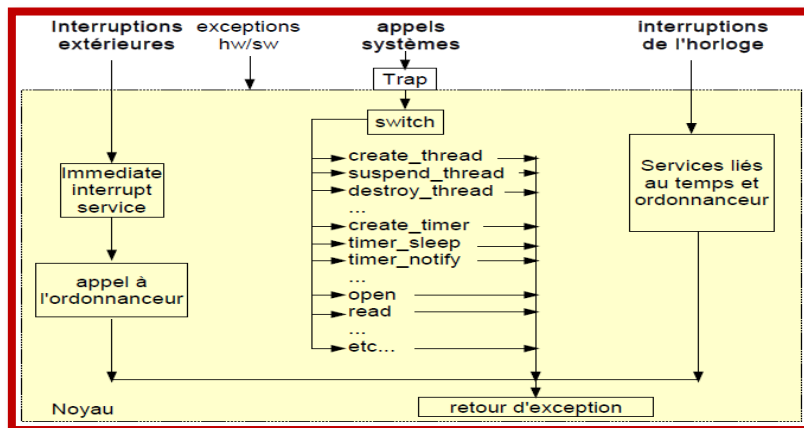 Interruptions
extérieures
exceptions
hw/sw
appels
systèmes
interruptions
de l'horloge
Trap
switch
create_thread
suspend_thread
destroy_thread
...
create_timer
timer_sleep
timer_notify
...
open
read
...
etc...
Immediate
interrupt
service
appel à
l'ordonnanceur
Services liés
au temps et
ordonnanceur
Noyau
retour d'exception